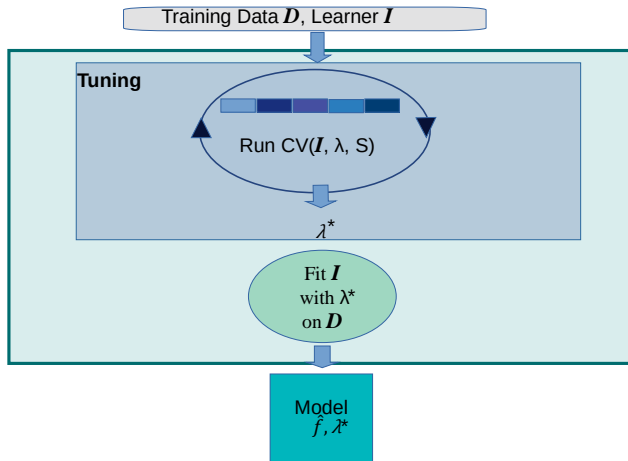 Training Data D, Learner I
Tuning
Run CV(I, λ, S)
λ*
Fit I
with λ*
on D
Model
f̂, λ*